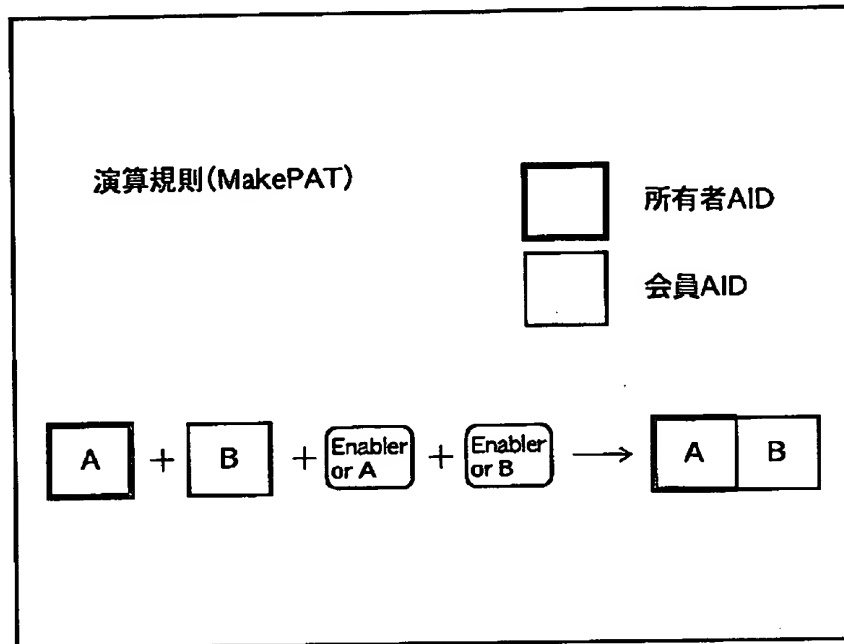 演算規則(MakePAT)
所有者AID
会員AID
A + B + Enabler or A + Enabler or B → A B